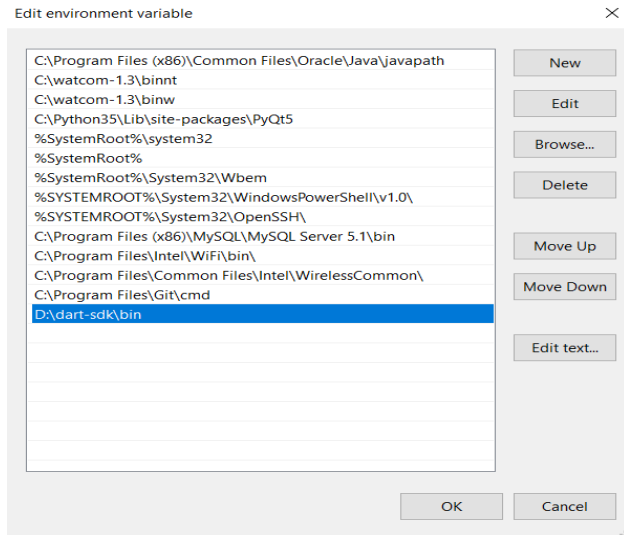 Edit environment variable
C:\Program Files (x86)\Common Files\Oracle\Java\javapath
C:\watcom-1.3\binnt
C:\watcom-1.3\binw
C:\Python35\Lib\site-packages\PyQt5
%SystemRoot%\system32
%SystemRoot%
%SystemRoot%\System32\Wbem
%SYSTEMROOT%\System32\WindowsPowerShell\v1.0\
%SYSTEMROOT%\System32\OpenSSH\
C:\Program Files (x86)\MySQL\MySQL Server 5.1\bin
C:\Program Files\Intel\WiFi\bin\
C:\Program Files\Common Files\Intel\WirelessCommon\
C:\Program Files\Git\cmd
D:\dart-sdk\bin
New
Edit
Browse...
Delete
Move Up
Move Down
Edit text...
OK
Cancel